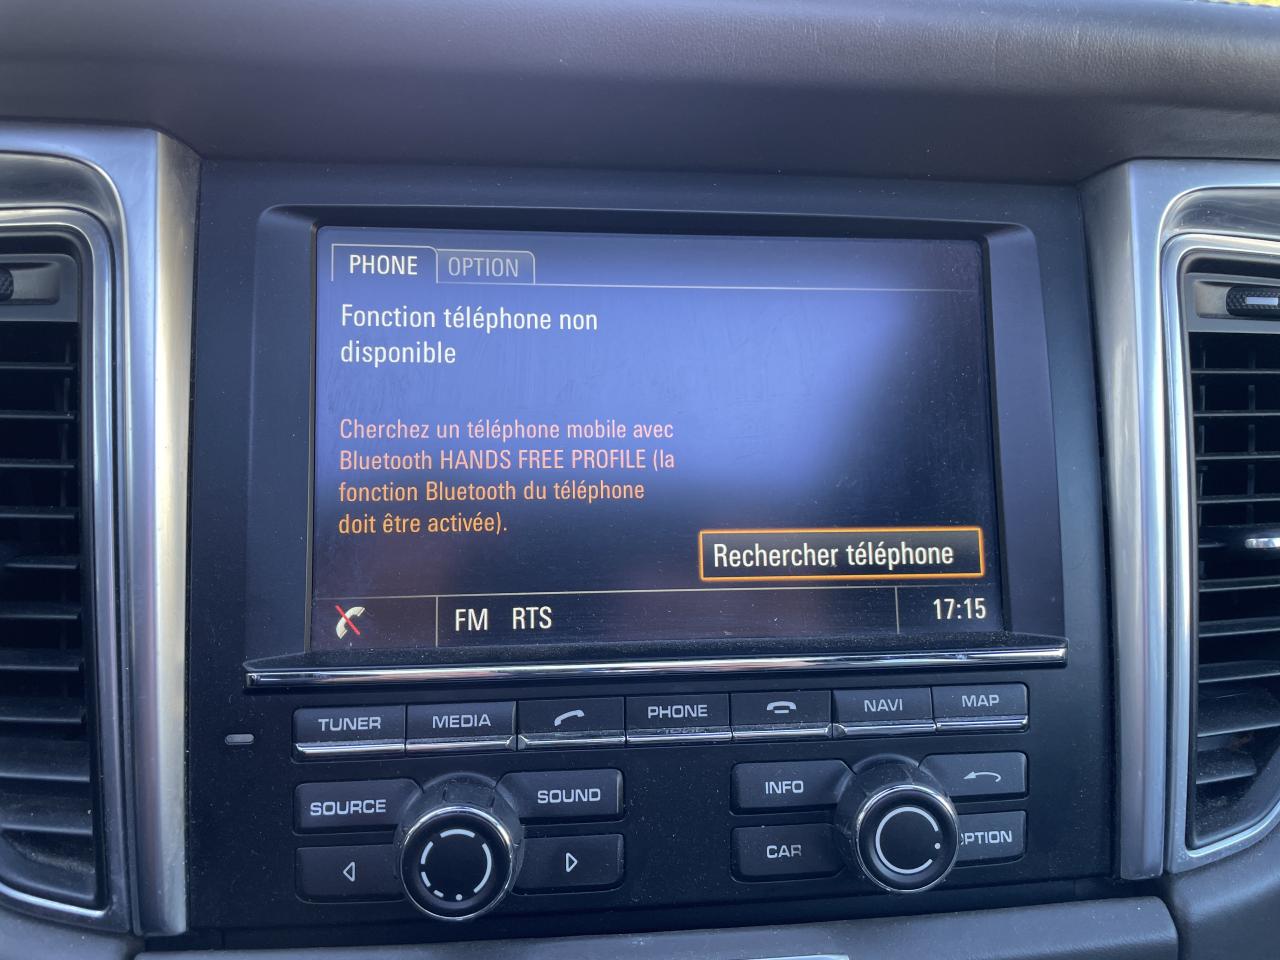 PHONE OPTION
Fonction téléphone non
disponible
Cherchez un téléphone mobile avec
Bluetooth HANDS FREE PROFILE (la
fonction Bluetooth du téléphone
doit être activée).
Rechercher téléphone
FM RTS 17:15
TUNER MEDIA PHONE NAVI MAP
SOURCE SOUND INFO
CAR OPTION